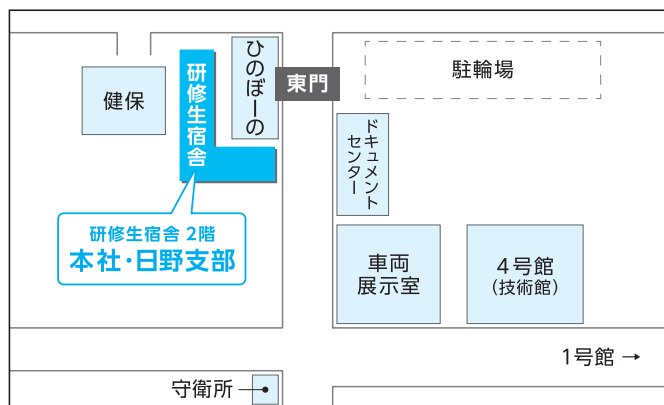 健保
研修生宿舎
ひのぼーの
東門
駐輪場
ドキュメント
センター
研修生宿舎 2階
本社・日野支部
車両
展示室
4号館
(技術館)
1号館 →
守衛所